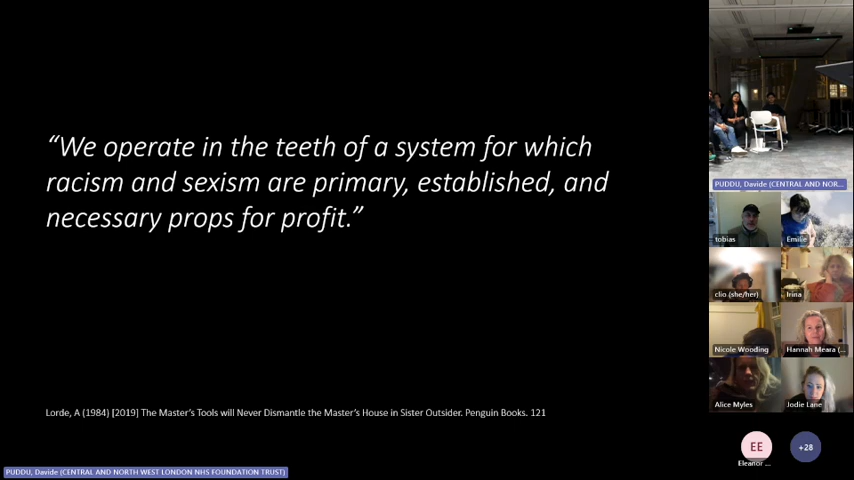 “We operate in the teeth of a system for which
racism and sexism are primary, established, and
necessary props for profit.”
Lorde, A (1984) [2019] The Master’s Tools will Never Dismantle the Master’s House in Sister Outsider. Penguin Books. 121
PUDDU, Davide (CENTRAL AND NORTH WEST LONDON NHS FOUNDATION TRUST)
PUDDU, Davide (CENTRAL AND NOR...
tobias
Emilie
clio (she/her)
Irina
Nicole Wooding
Hannah Meara (...
Alice Myles
Jodie Lane
EE
+28
Eleanor ...